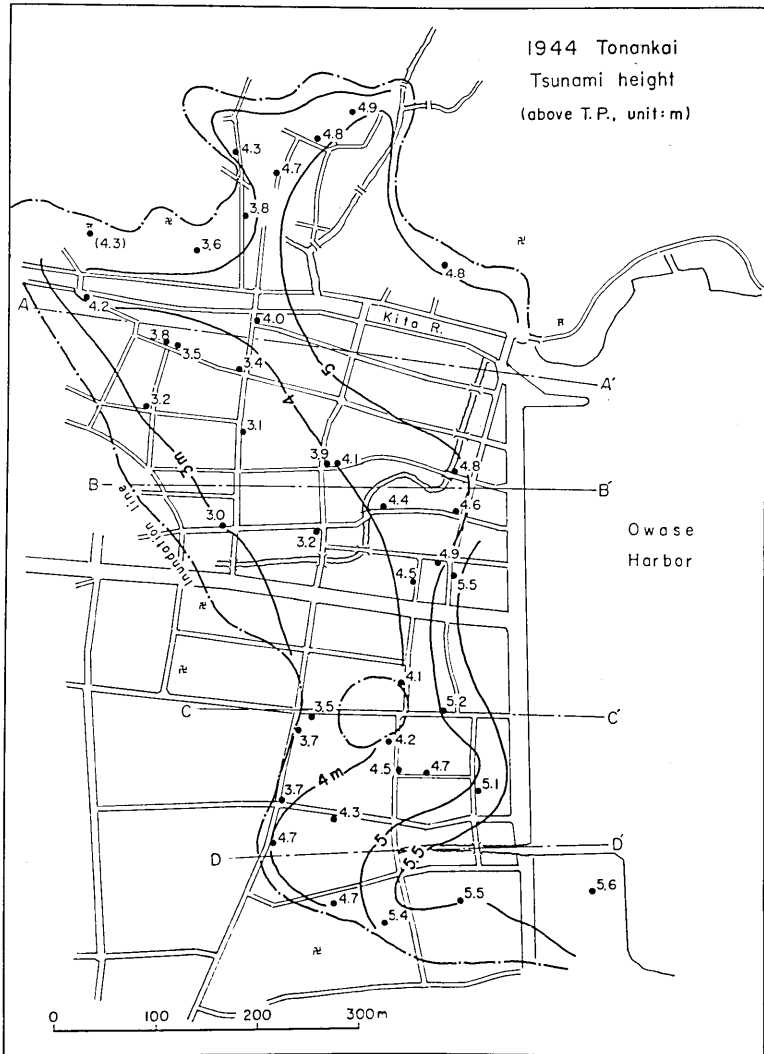 1944 Tonankai
Tsunami height
(above T.P., unit: m)
4.9
4.8
4.3
4.7
3.8
卍
卍
(4.3)
3.6
4.8
4.2
A
4.0
Kita R.
3.8
3.5
5
3.4
A'
4
3.2
3.1
3.9
4.1
4.8
3m
B
B'
4.4
4.6
3.0
3.2
Inundation line
Owase
Harbor
4.9
4.5
5.5
卍
卍
4.1
C
3.5
5.2
C'
3.7
4.2
4.5
4.7
4m
5.1
3.7
4.3
4.7
5
D
5.5
D'
5.6
4.7
5.5
5.4
卍
0 100 200 300m